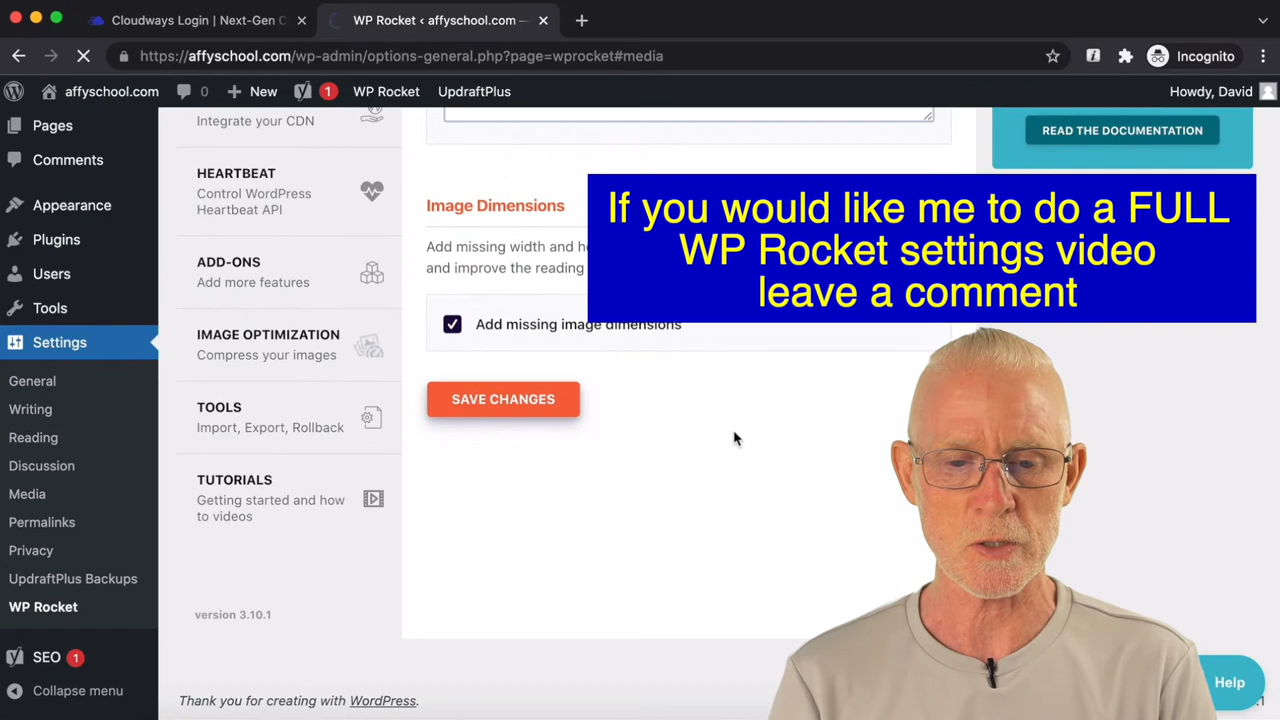 Cloudways Login | Next-Gen C
WP Rocket ‹ affyschool.com —
https://affyschool.com/wp-admin/options-general.php?page=wprocket#media
Incognito
affyschool.com
0
New
1
WP Rocket
UpdraftPlus
Howdy, David
Pages
Comments
Appearance
Plugins
Users
Tools
Settings
General
Writing
Reading
Discussion
Media
Permalinks
Privacy
UpdraftPlus Backups
WP Rocket
SEO 1
Collapse menu
Integrate your CDN
HEARTBEAT
Control WordPress
Heartbeat API
ADD-ONS
Add more features
IMAGE OPTIMIZATION
Compress your images
TOOLS
Import, Export, Rollback
TUTORIALS
Getting started and how
to videos
version 3.10.1
Image Dimensions
Add missing width and he
and improve the reading
Add missing image dimensions
SAVE CHANGES
READ THE DOCUMENTATION
If you would like me to do a FULL
WP Rocket settings video
leave a comment
Thank you for creating with WordPress.
Help